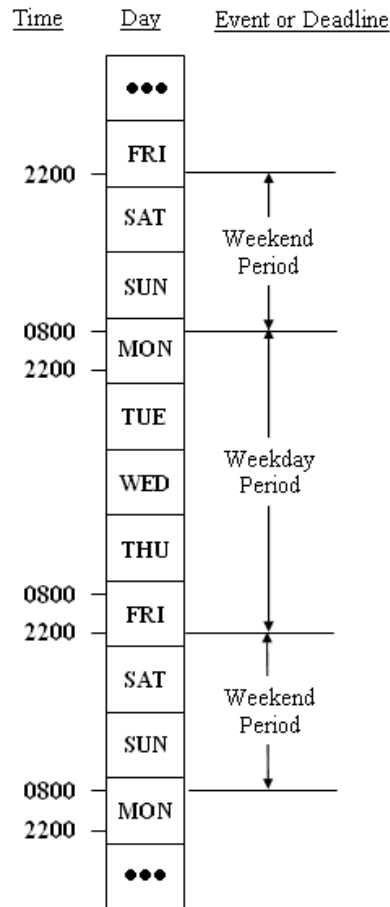 Time Day Event or Deadline
•••
FRI
2200
SAT
Weekend
Period
SUN
0800
MON
2200
TUE
Weekday
Period
WED
THU
0800
FRI
2200
SAT
Weekend
Period
SUN
0800
MON
2200
•••